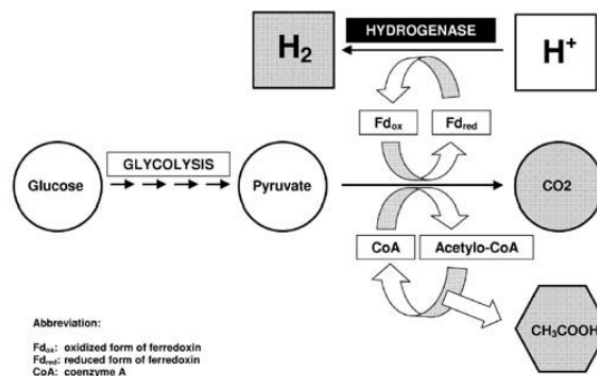 HYDROGENASE
H2
H+
Fdox
Fdred
GLYCOLYSIS
Glucose
Pyruvate
CO2
CoA
Acetylo-CoA
CH3COOH
Abbreviation:
Fdox: oxidized form of ferredoxin
Fdred: reduced form of ferredoxin
CoA: coenzyme A